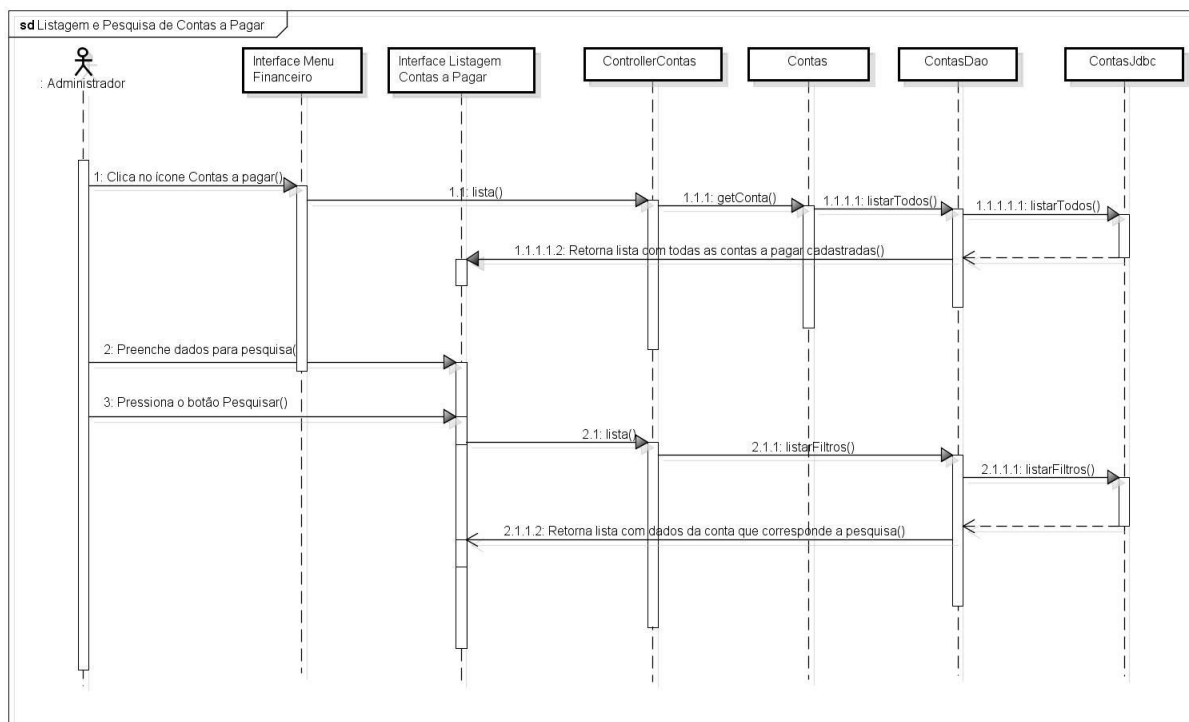 sd Listagem e Pesquisa de Contas a Pagar
: Administrador
Interface Menu
Financeiro
Interface Listagem
Contas a Pagar
ControllerContas
Contas
ContasDao
ContasJdbc
1: Clica no ícone Contas a pagar()
1.1: lista()
1.1.1: getConta()
1.1.1.1: listarTodos()
1.1.1.1.1: listarTodos()
1.1.1.1.2: Retorna lista com todas as contas a pagar cadastradas()
2: Preenche dados para pesquisa(
3: Pressiona o botão Pesquisar()
2.1: lista()
2.1.1: listarFiltros()
2.1.1.1: listarFiltros()
2.1.1.2: Retorna lista com dados da conta que corresponde a pesquisa()